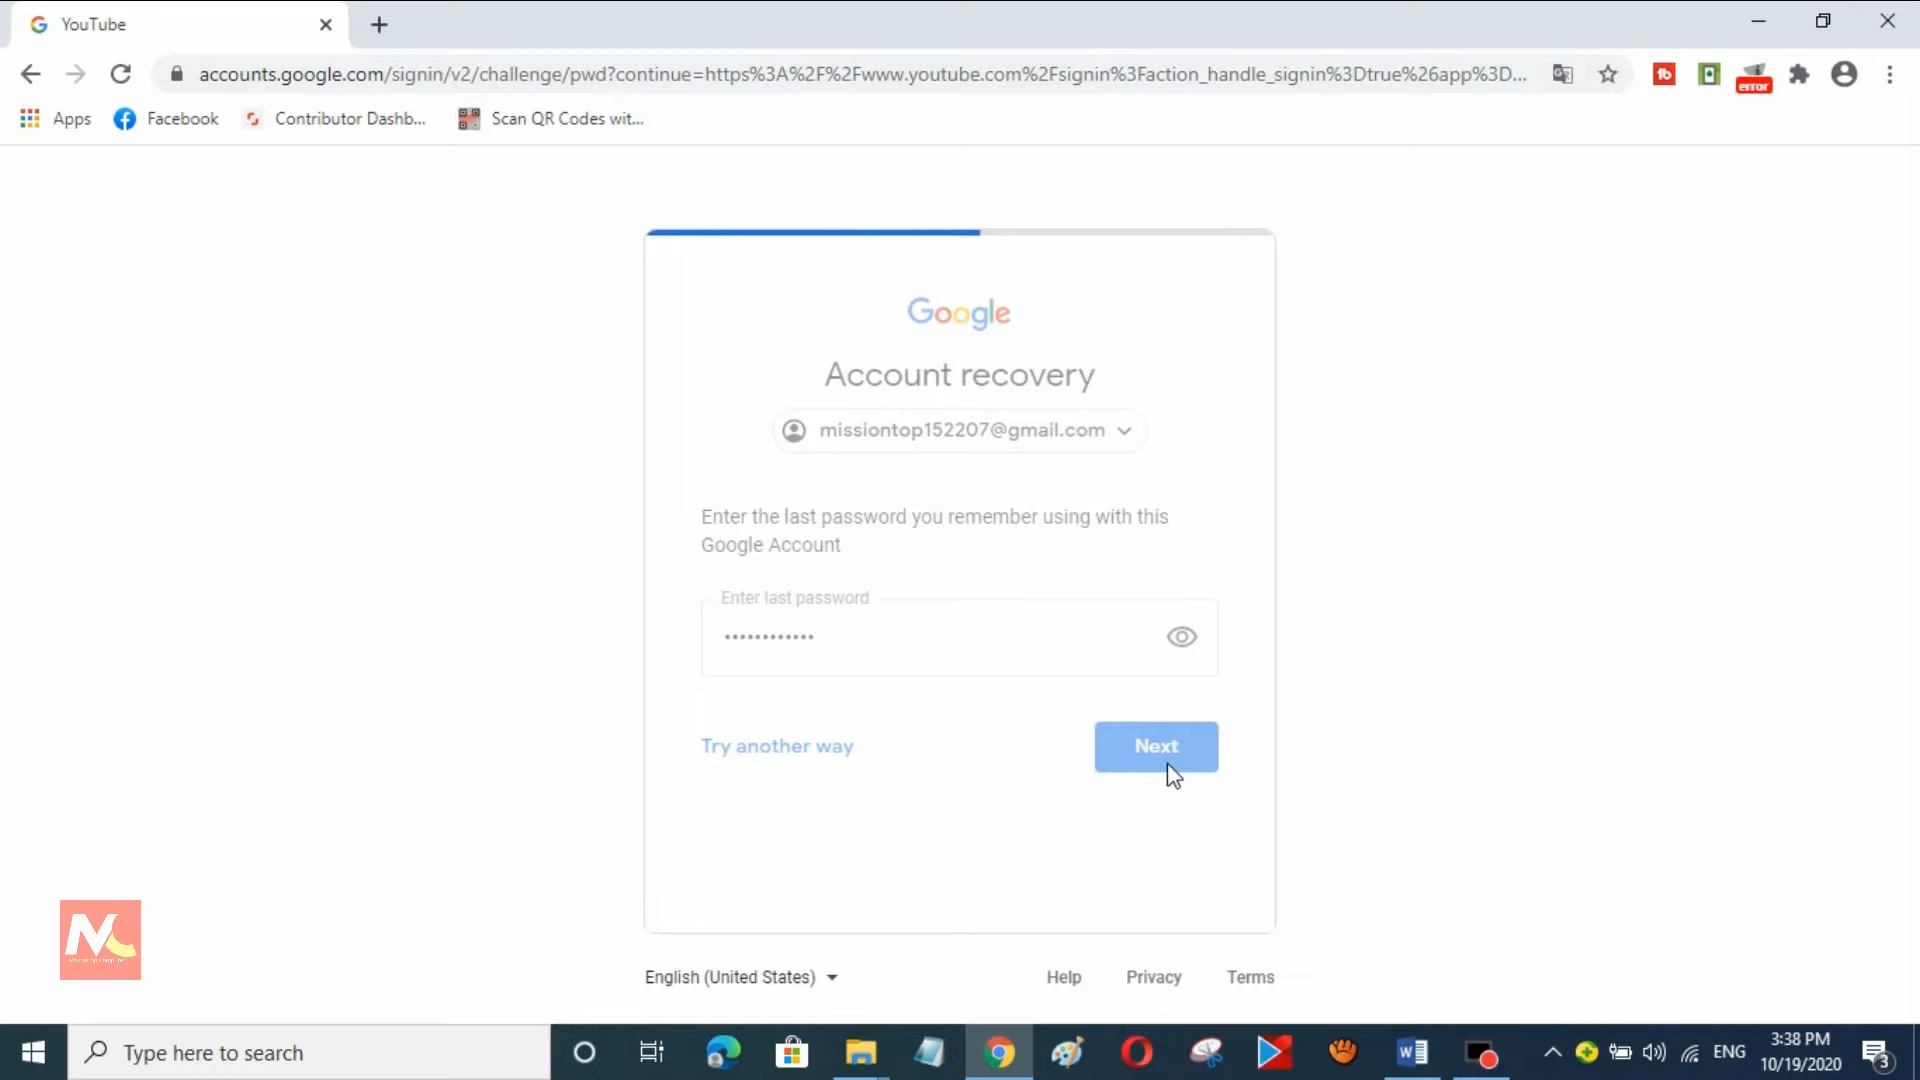 YouTube
accounts.google.com/signin/v2/challenge/pwd?continue=https%3A%2F%2Fwww.youtube.com%2Fsignin%3Faction_handle_signin%3Dtrue%26app%3D...
error
Apps
Facebook
Contributor Dashb...
Scan QR Codes wit...
Google
Account recovery
missiontop152207@gmail.com
Enter the last password you remember using with this
Google Account
Enter last password
••••••••••••
Try another way
Next
MC
English (United States)
Help
Privacy
Terms
Type here to search
ENG
3:38 PM
10/19/2020
3